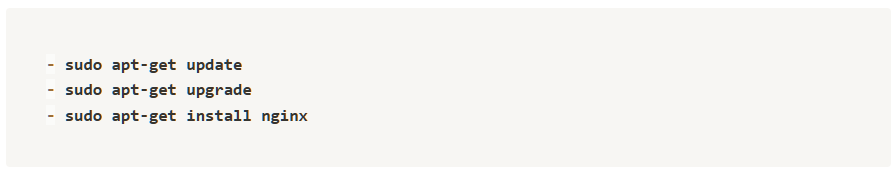 - sudo apt-get update
- sudo apt-get upgrade
- sudo apt-get install nginx